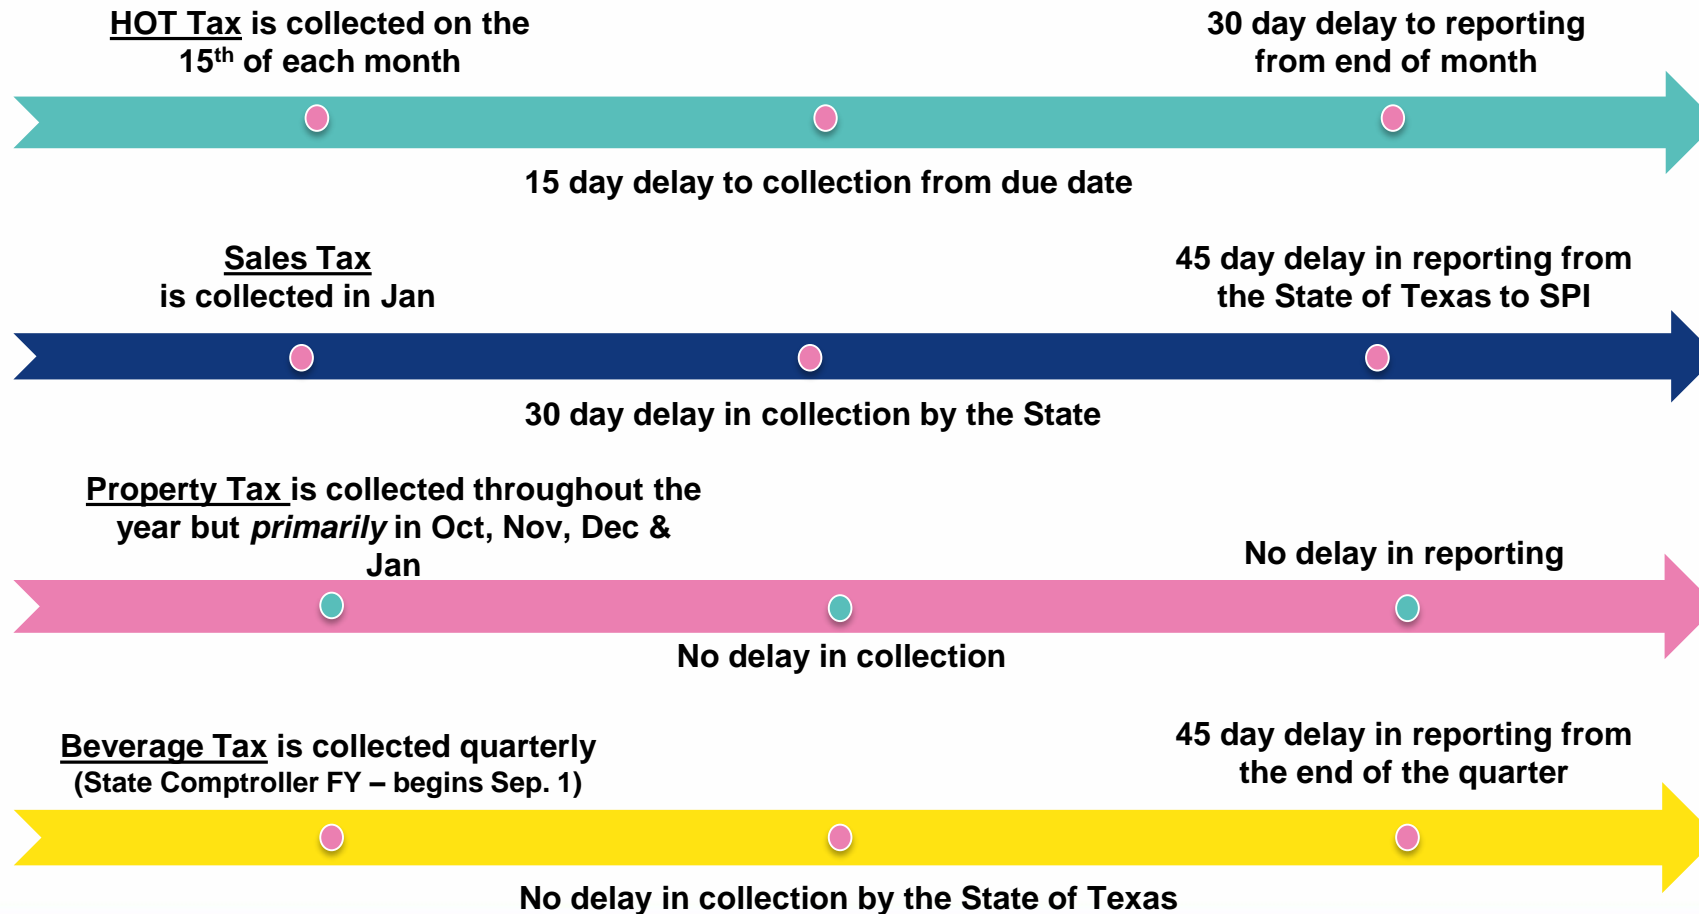 HOT Tax is collected on the
15th of each month
30 day delay to reporting
from end of month
15 day delay to collection from due date
Sales Tax
is collected in Jan
45 day delay in reporting from
the State of Texas to SPI
30 day delay in collection by the State
Property Tax is collected throughout the
year but primarily in Oct, Nov, Dec &
Jan
No delay in reporting
No delay in collection
Beverage Tax is collected quarterly
(State Comptroller FY – begins Sep. 1)
45 day delay in reporting from
the end of the quarter
No delay in collection by the State of Texas